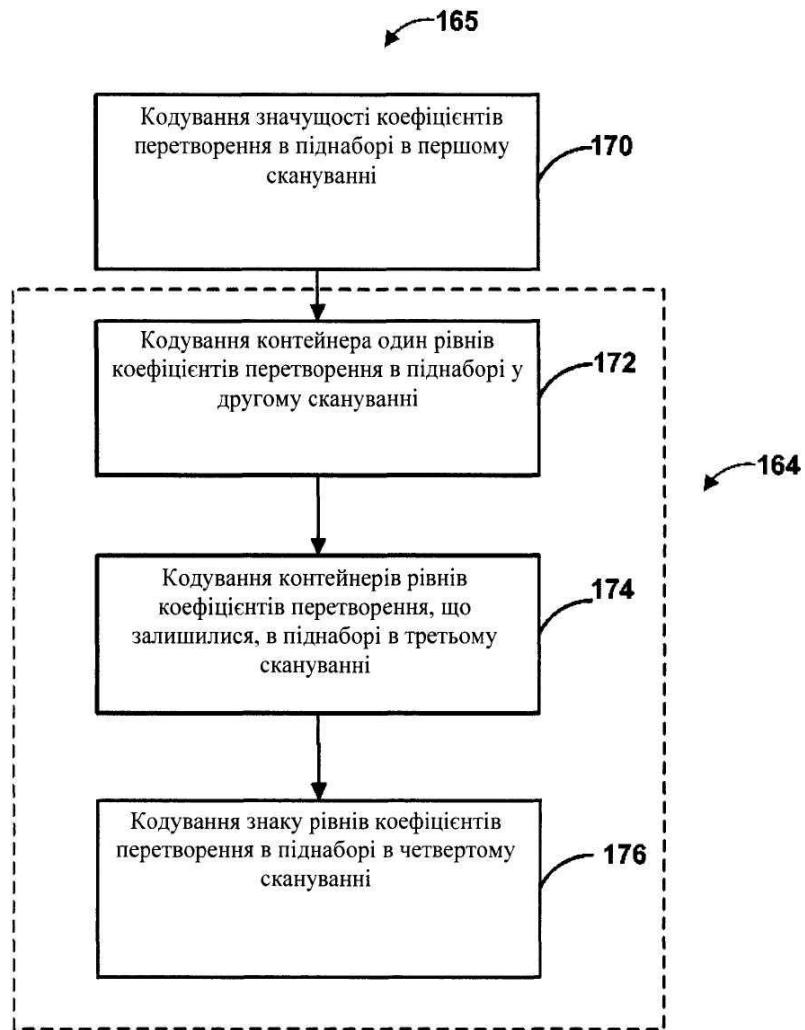 165
Кодування значущості коефіцієнтів
перетворення в піднаборі в першому
скануванні
170
Кодування контейнера один рівнів
коефіцієнтів перетворення в піднаборі у
другому скануванні
172
164
Кодування контейнерів рівнів
коефіцієнтів перетворення, що
залишилися, в піднаборі в третьому
скануванні
174
Кодування знаку рівнів коефіцієнтів
перетворення в піднаборі в четвертому
скануванні
176